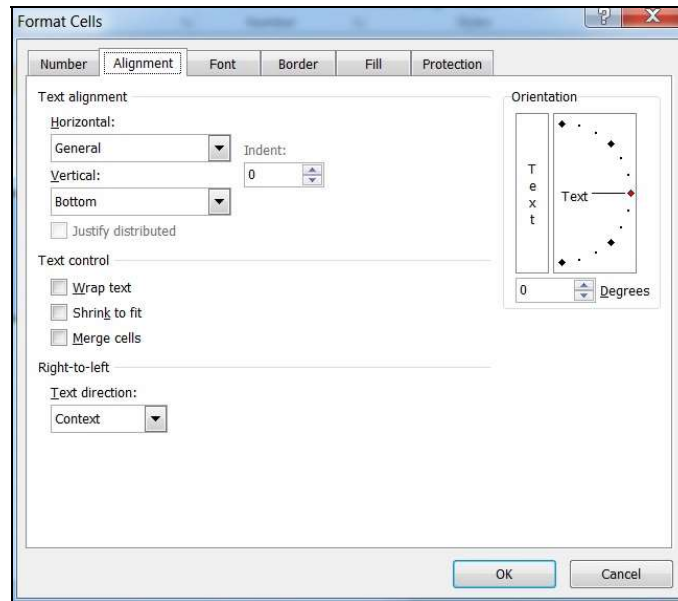 Format Cells
Number Alignment Font Border Fill Protection
Text alignment
Horizontal:
General
Indent:
0
Vertical:
Bottom
Justify distributed
Text control
Wrap text
Shrink to fit
Merge cells
Right-to-left
Text direction:
Context
Orientation
Text
Text
0 Degrees
OK Cancel